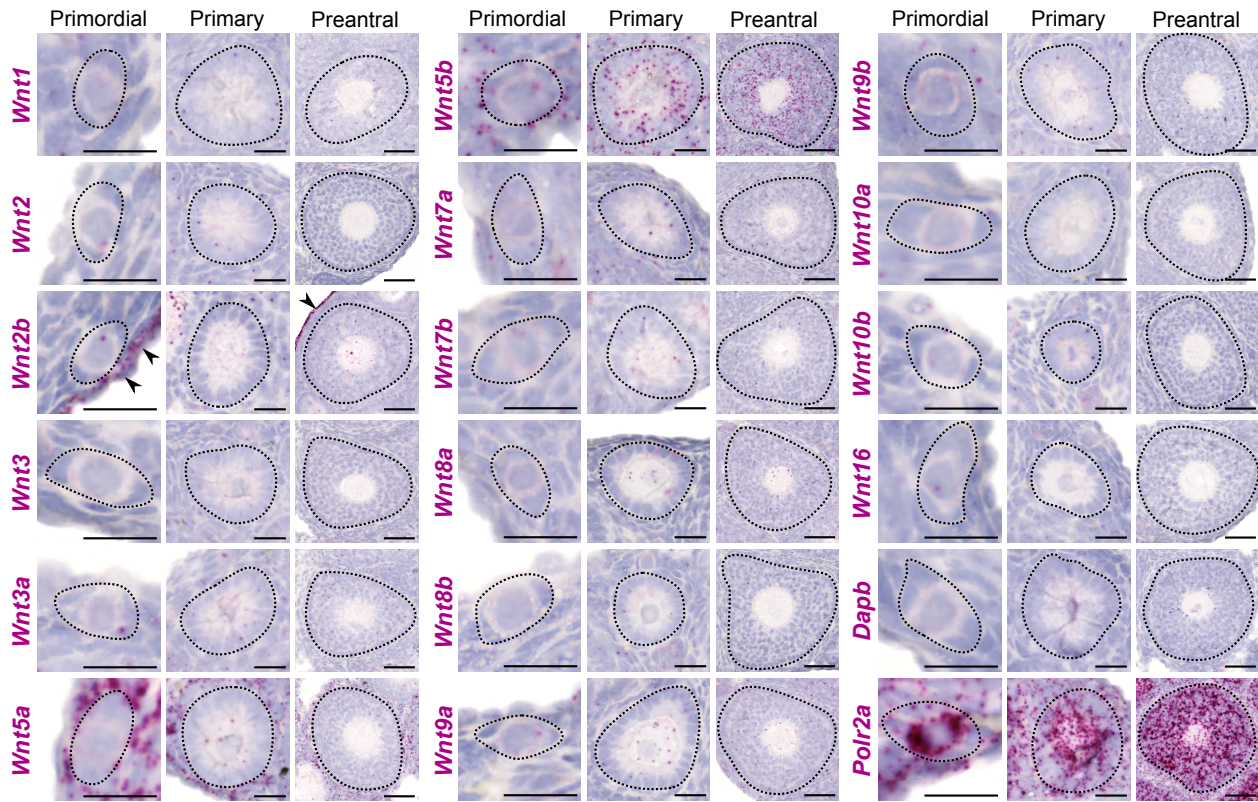 Primordial Primary Preantral Primordial Primary Preantral Primordial Primary Preantral
Wnt1 Wnt5b Wnt9b
Wnt2 Wnt7a Wnt10a
Wnt2b Wnt7b Wnt10b
Wnt3 Wnt8a Wnt16
Wnt3a Wnt8b Dapb
Wnt5a Wnt9a Polr2a